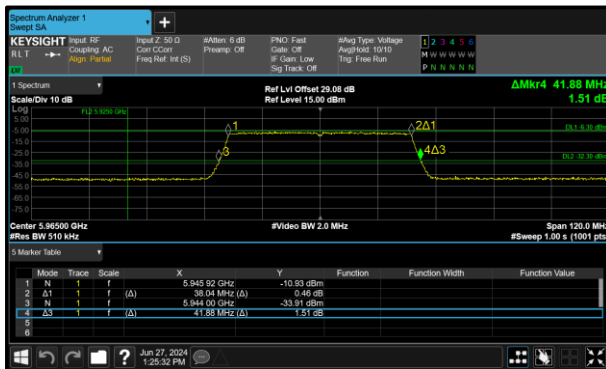 Spectrum Analyzer 1
Swept SA
KEYSIGHT Input: RF Input Z: 50 Ω #Atten: 6 dB PNO: Fast #Avg Type: Voltage 1 2 3 4 5 6
RLT Coupling: AC Corr CCorr Preamp: Off Gate: Off Avg|Hold: 10/10 M W W W W W
Align: Partial Freq Ref: Int (S) IF Gain: Low Trig: Free Run P N N N N N
Sig Track: Off
1 Spectrum Ref Lvl Offset 29.08 dB ΔMkr4 41.88 MHz
Scale/Div 10 dB Ref Level 15.00 dBm 1.51 dB
Log
5.00 FL2 5.9250 GHz
-5.00 1 2Δ1 DL1 -6.30 dBm
-15.0
-25.0 3 4Δ3 DL2 -32.30 dBm
-35.0
-45.0
-55.0
-65.0
-75.0
Center 5.96500 GHz #Video BW 2.0 MHz Span 120.0 MHz
#Res BW 510 kHz #Sweep 1.00 s (1001 pts)
5 Marker Table
Mode Trace Scale X Y Function Function Width Function Value
1 N 1 f 5.945 92 GHz -10.93 dBm
2 Δ1 1 f (Δ) 38.04 MHz (Δ) 0.46 dB
3 N 1 f 5.944 00 GHz -33.91 dBm
4 Δ3 1 f (Δ) 41.88 MHz (Δ) 1.51 dB
5
6
? Jun 27, 2024
1:25:32 PM